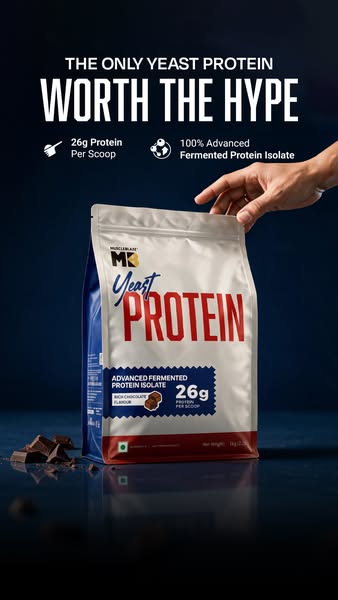 THE ONLY YEAST PROTEIN
WORTH THE HYPE
26g Protein
Per Scoop
100% Advanced
Fermented Protein Isolate
MUSCLEBLAZE
MB
Yeast
PROTEIN
ADVANCED FERMENTED
PROTEIN ISOLATE
RICH CHOCOLATE
FLAVOUR
26g
PROTEIN
PER SCOOP
Net Weight: 1kg